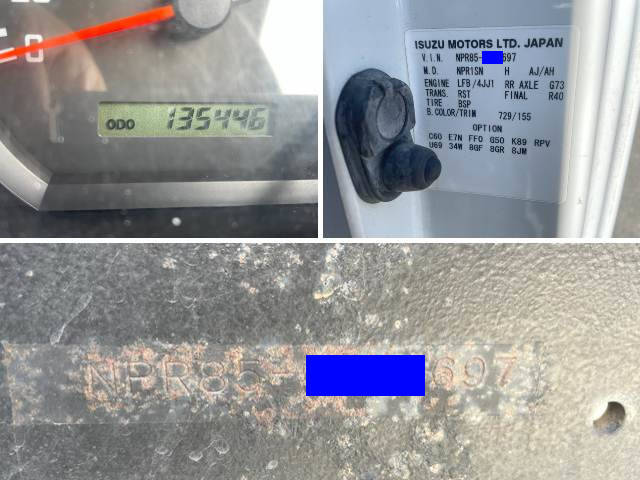 ODO 135446
ISUZU MOTORS LTD. JAPAN
V.I.N. NPR85- 697
M.D. NPR1SN H AJ/AH
ENGINE LFB/4JJ1 RR AXLE G73
TRANS. RST FINAL R40
TIRE BSP
B.COLOR/TRIM 729/155
OPTION
C60 E7N FF0 G50 K89 RPV
U69 34W 8GF 8GR 8JM
NPR85- 697